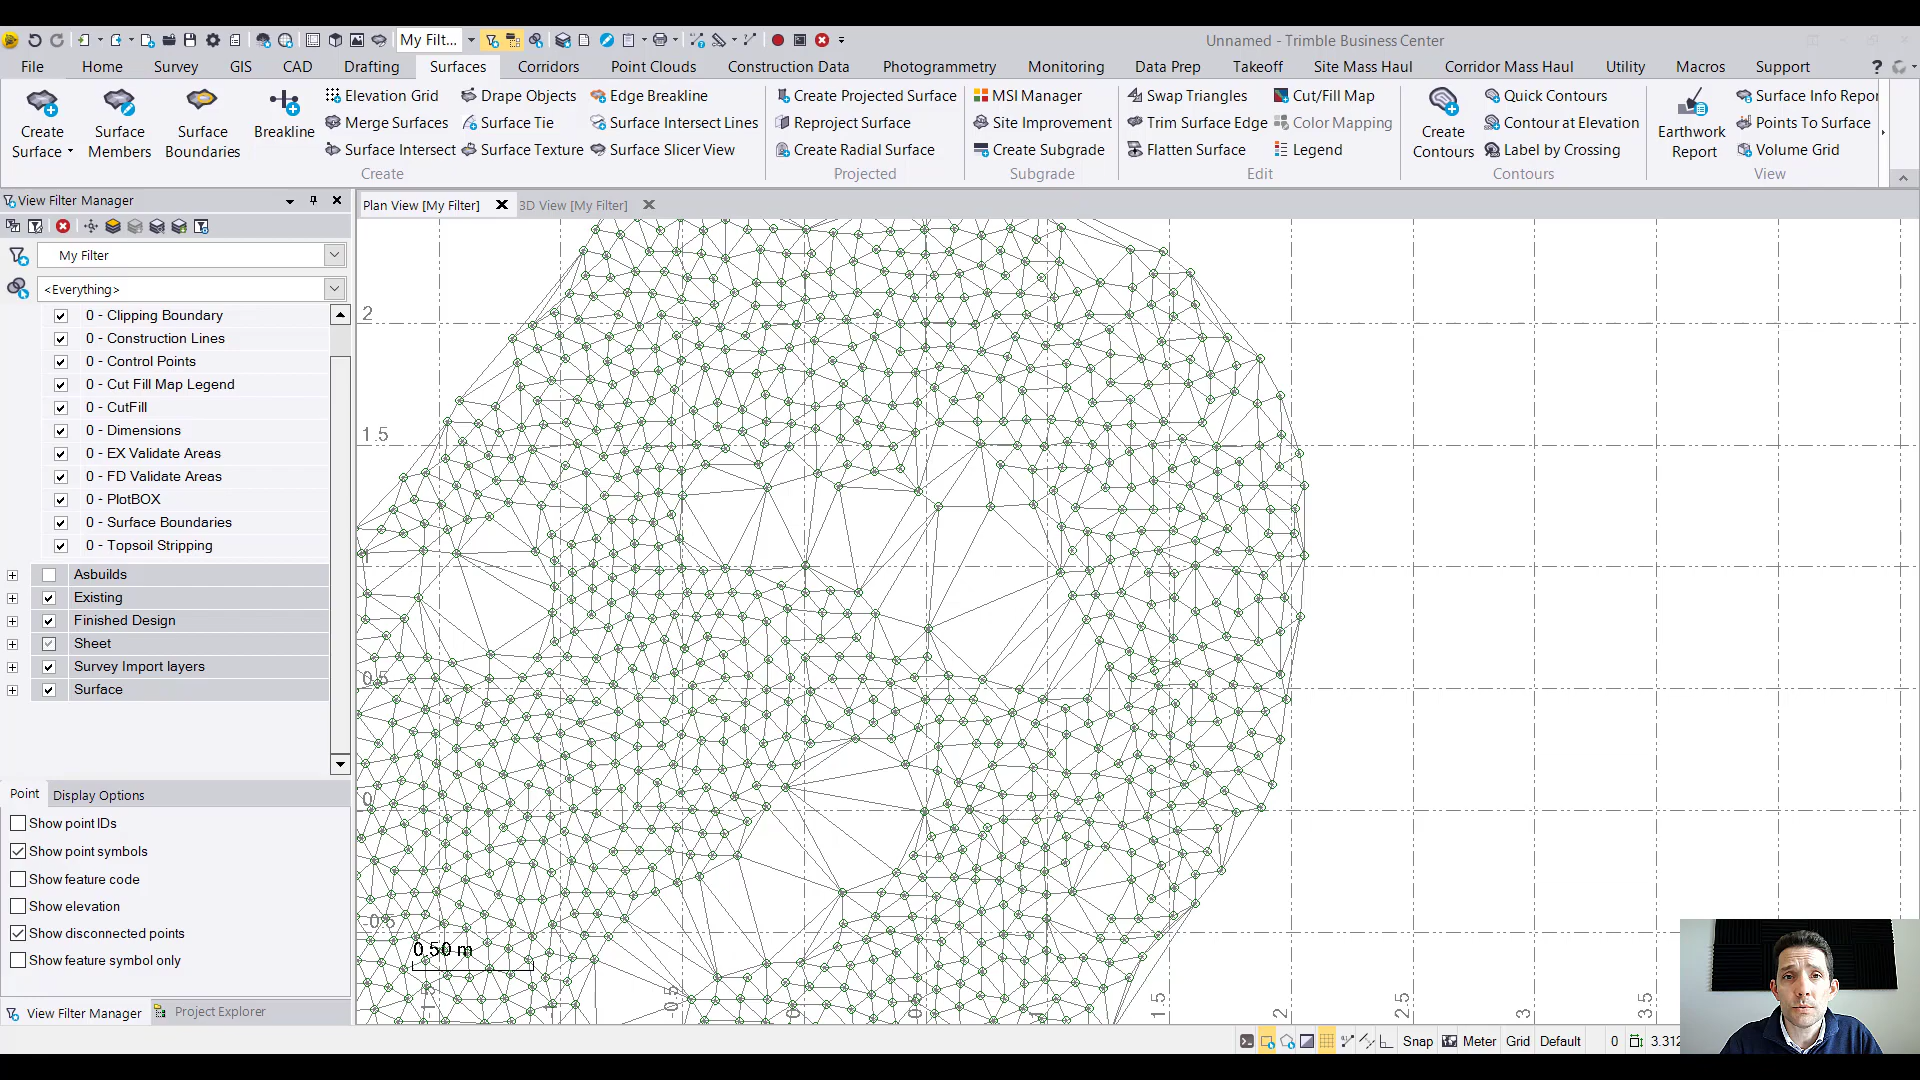 My Filt...
Unnamed - Trimble Business Center
File Home Survey GIS CAD Drafting Surfaces Corridors Point Clouds Construction Data Photogrammetry Monitoring Data Prep Takeoff Site Mass Haul Corridor Mass Haul Utility Macros Support
Create Surface
Surface Members
Surface Boundaries
Breakline
Elevation Grid Drape Objects Edge Breakline
Merge Surfaces Surface Tie Surface Intersect Lines
Surface Intersect Surface Texture Surface Slicer View
Create
Create Projected Surface
Reproject Surface
Create Radial Surface
Projected
MSI Manager
Site Improvement
Create Subgrade
Subgrade
Swap Triangles Cut/Fill Map
Trim Surface Edge Color Mapping
Flatten Surface Legend
Edit
Create Contours
Quick Contours
Contour at Elevation
Label by Crossing
Contours
Earthwork Report
Surface Info Repor
Points To Surface
Volume Grid
View
View Filter Manager
My Filter
<Everything>
0 - Clipping Boundary
0 - Construction Lines
0 - Control Points
0 - Cut Fill Map Legend
0 - CutFill
0 - Dimensions
0 - EX Validate Areas
0 - FD Validate Areas
0 - PlotBOX
0 - Surface Boundaries
0 - Topsoil Stripping
Asbuilds
Existing
Finished Design
Sheet
Survey Import layers
Surface
Point Display Options
Show point IDs
Show point symbols
Show feature code
Show elevation
Show disconnected points
Show feature symbol only
View Filter Manager Project Explorer
Plan View [My Filter] 3D View [My Filter]
2
1.5
1
0.5
0
-0.5
0.50 m
-1.5 -1 -0.5 0 0.5 1 1.5 2 2.5 3 3.5
Snap Meter Grid Default 0 3.312